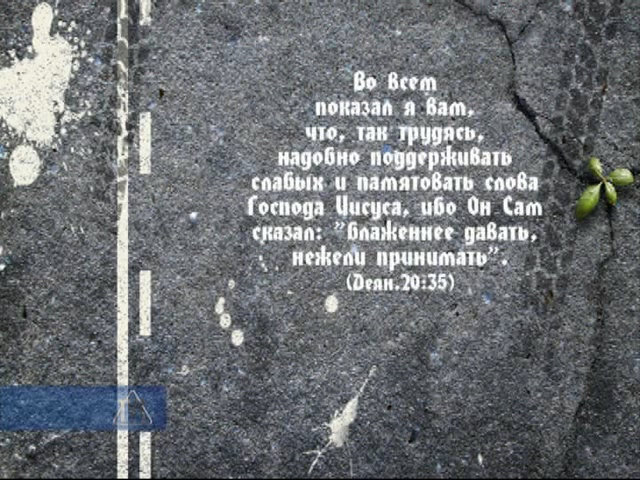 Во всем
показал я вам,
что, так трудясь,
надобно поддерживать
слабых и памятовать слова
Господа Иисуса, ибо Он Сам
сказал: "блаженнее давать,
нежели принимать".
(Деян.20:35)